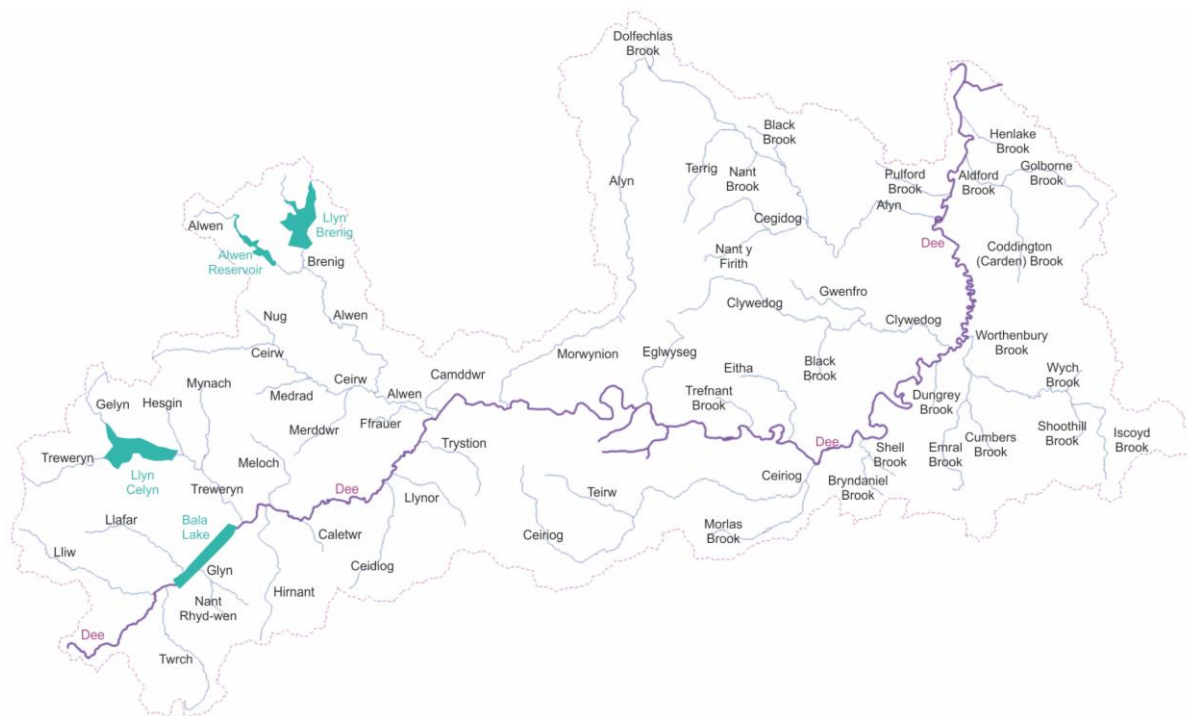 Dolfechlas
Brook
Black
Brook
Henlake
Brook
Terrig
Nant
Brook
Pulford
Brook
Aldford
Brook
Golborne
Brook
Alyn
Alyn
Cegidog
Dee
Llyn
Brenig
Alwen
Alwen
Reservoir
Brenig
Nant y
Firith
Coddington
(Carden) Brook
Gwenfro
Clywedog
Clywedog
Nug
Alwen
Worthenbury
Brook
Ceirw
Morwynion
Eglwyseg
Black
Brook
Eitha
Wych
Brook
Mynach
Ceirw
Camddwr
Gelyn
Hesgin
Medrad
Alwen
Trefnant
Brook
Dungrey
Brook
Merddwr
Ffrauer
Shoothill
Brook
Iscoyd
Brook
Treweryn
Llyn
Celyn
Meloch
Trystion
Dee
Shell
Brook
Emral
Brook
Cumbers
Brook
Treweryn
Dee
Llynor
Teirw
Ceiriog
Bryndaniel
Brook
Llafar
Bala
Lake
Caletwr
Ceiriog
Morlas
Brook
Lliw
Glyn
Ceidiog
Nant
Rhyd-wen
Hirnant
Dee
Twrch